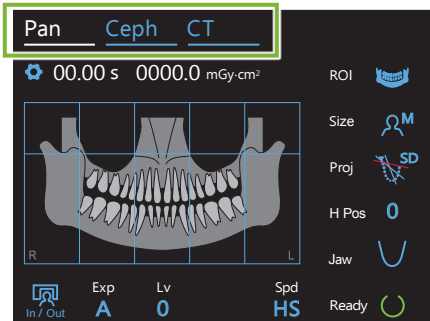 Pan Ceph CT
00.00 s 0000.0 mGy·cm²
ROI
Size M
Proj SD
H Pos 0
R L
Jaw
Exp Lv Spd
In / Out A 0 HS
Ready